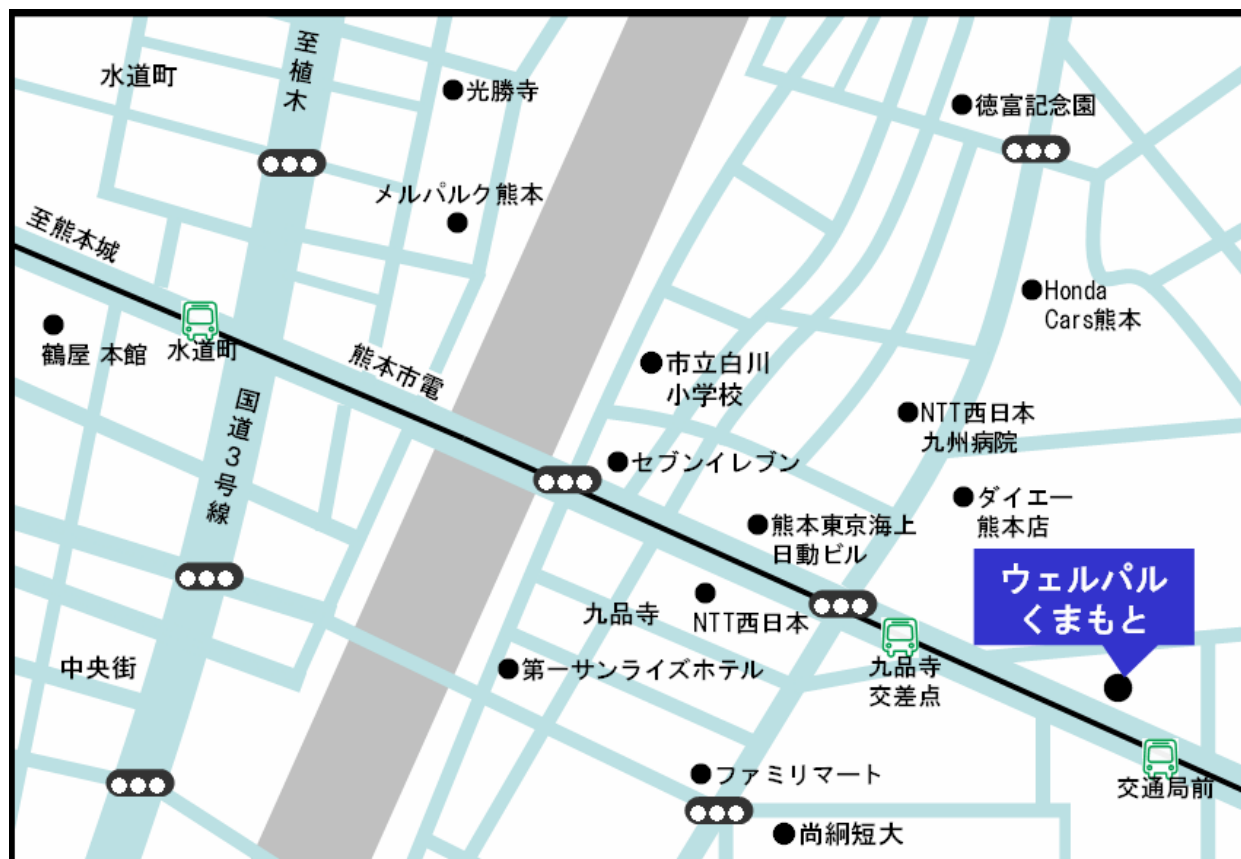 水道町
至植木
光勝寺
徳富記念園
メルパルク熊本
至熊本城
Honda
Cars熊本
鶴屋 本館
水道町
熊本市電
市立白川
小学校
国道3号線
NTT西日本
九州病院
セブンイレブン
ダイエー
熊本店
熊本東京海上
日動ビル
ウェルパル
くまもと
九品寺
NTT西日本
中央街
第一サンライズホテル
九品寺
交差点
ファミリマート
交通局前
尚絅短大